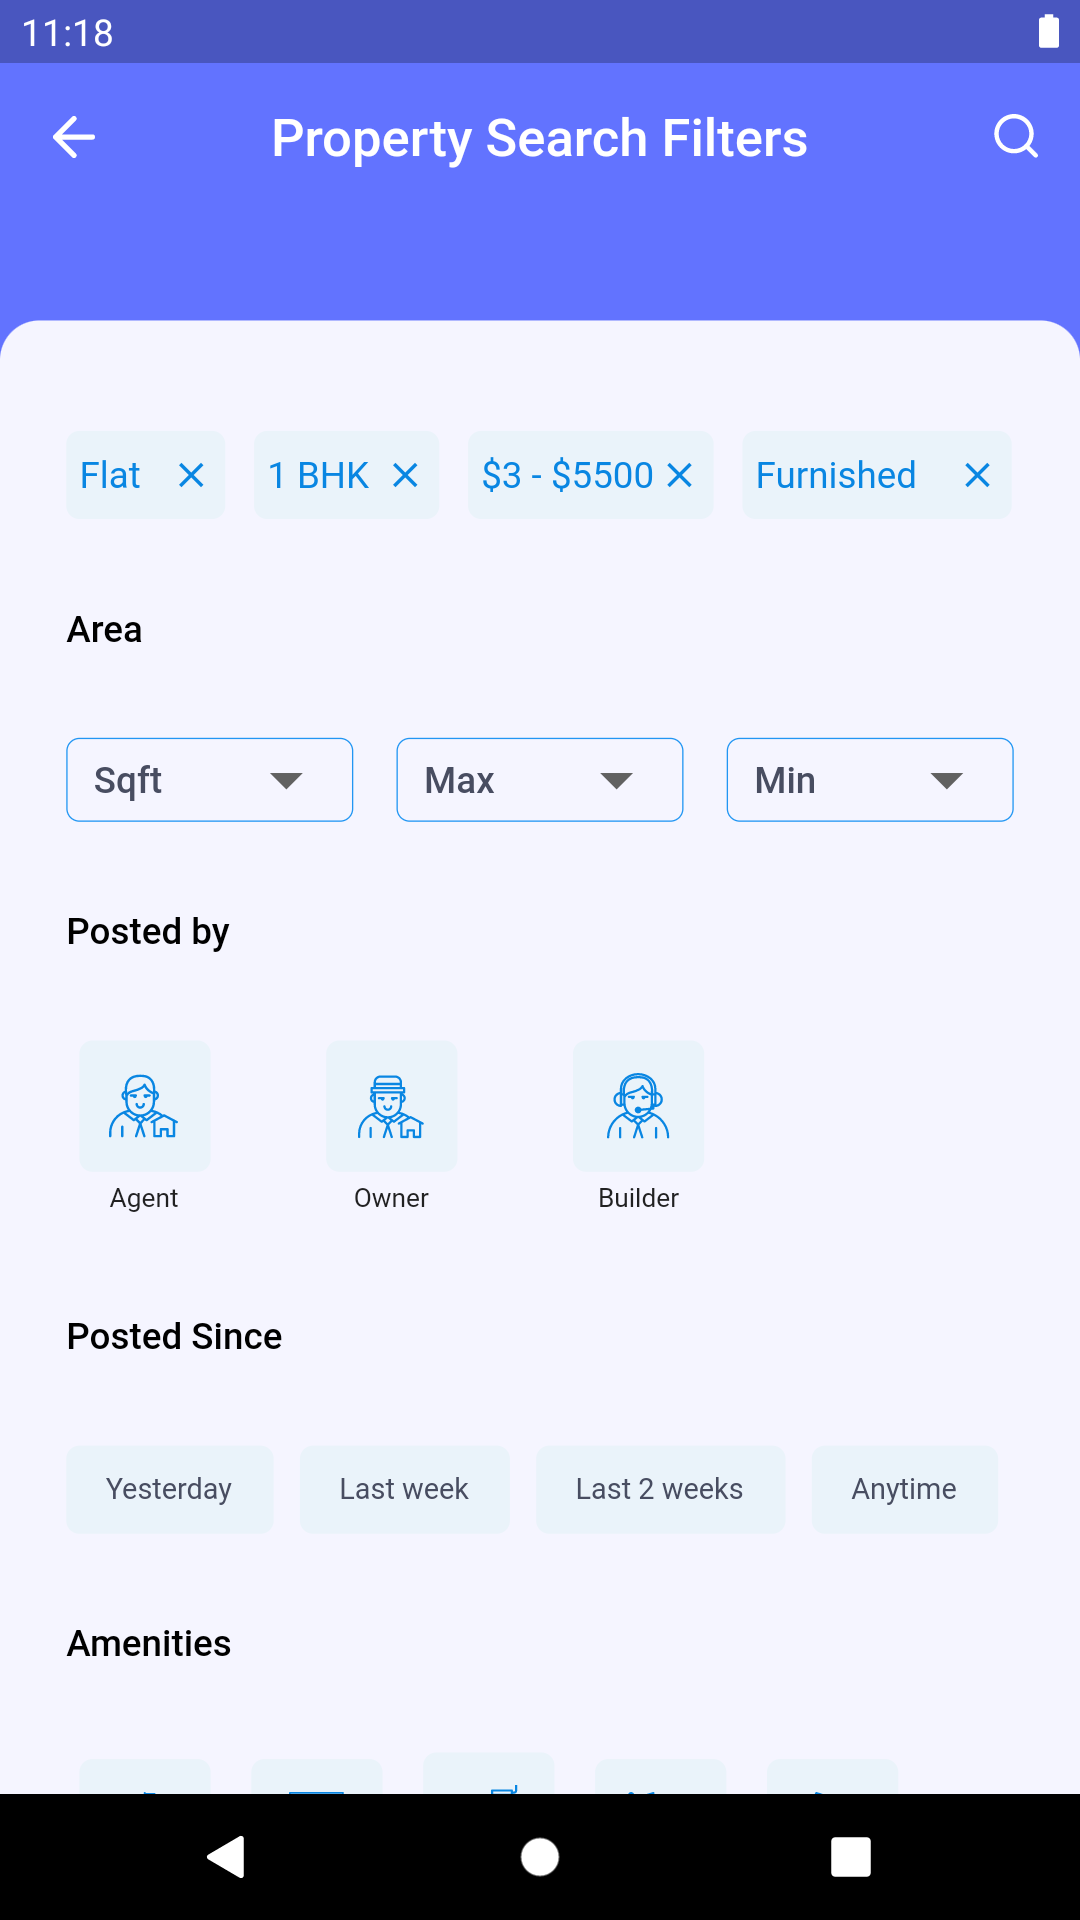 11:18
Property Search Filters
Flat 1 BHK $3 - $5500 Furnished
Area
Sqft Max Min
Posted by
Agent Owner Builder
Posted Since
Yesterday Last week Last 2 weeks Anytime
Amenities